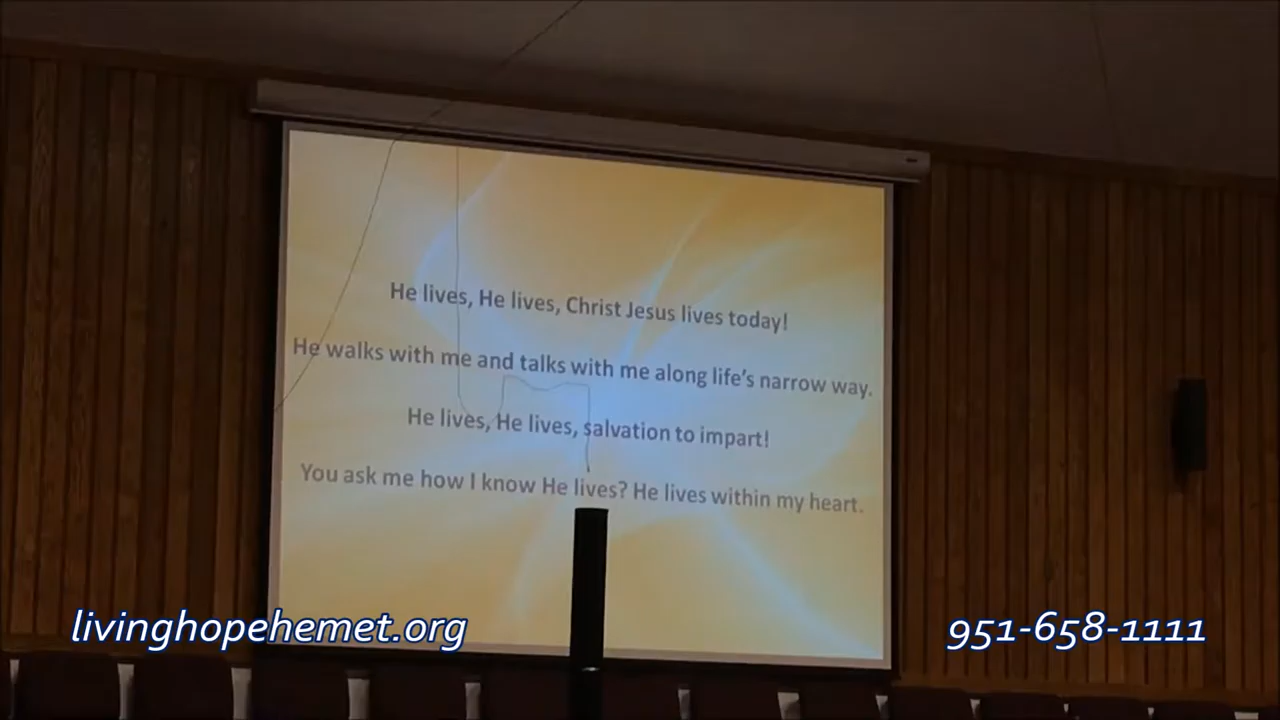 He lives, He lives, Christ Jesus lives today!
He walks with me and talks with me along life's narrow way.
He lives, He lives, salvation to impart!
You ask me how I know He lives? He lives within my heart.
livinghopehemet.org
951-658-1111